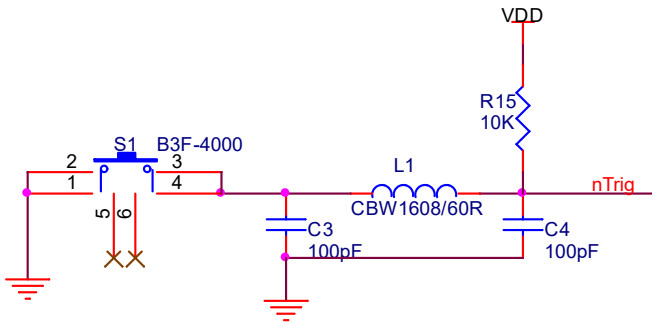 VDD
R15
10K
S1 B3F-4000
2 3
1 4
5 6
L1
CBW1608/60R
nTrig
C3
100pF
C4
100pF